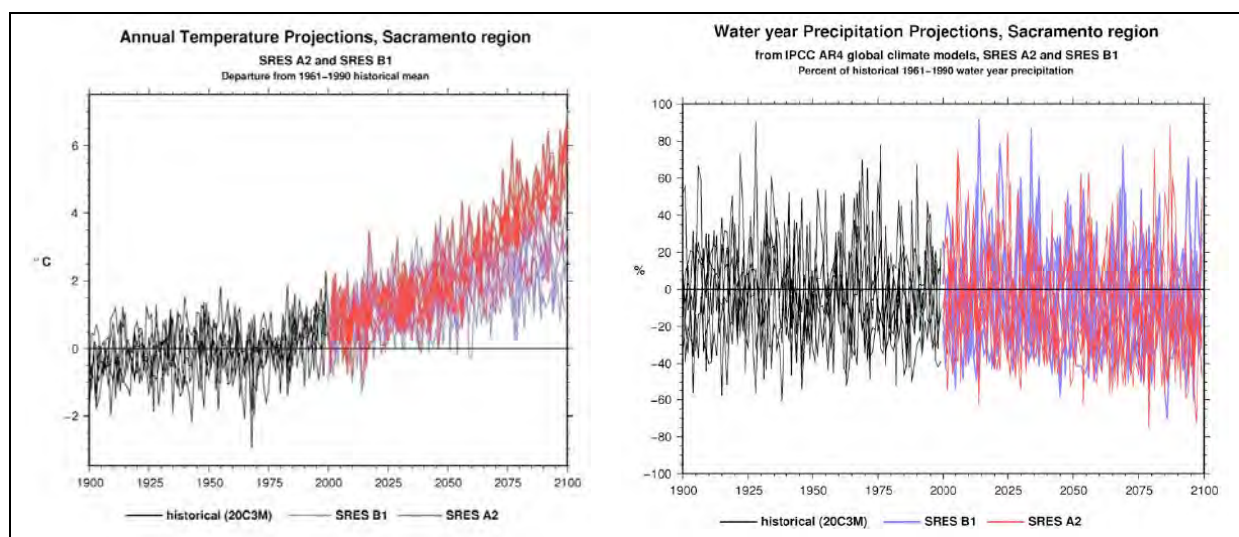 Annual Temperature Projections, Sacramento region
SRES A2 and SRES B1
Departure from 1961-1990 historical mean
6
4
°C
2
0
-2
1900 1925 1950 1975 2000 2025 2050 2075 2100
historical (20C3M) SRES B1 SRES A2
Water year Precipitation Projections, Sacramento region
from IPCC AR4 global climate models, SRES A2 and SRES B1
Percent of historical 1961-1990 water year precipitation
100
80
60
40
20
%
0
-20
-40
-60
-80
-100
1900 1925 1950 1975 2000 2025 2050 2075 2100
historical (20C3M) SRES B1 SRES A2